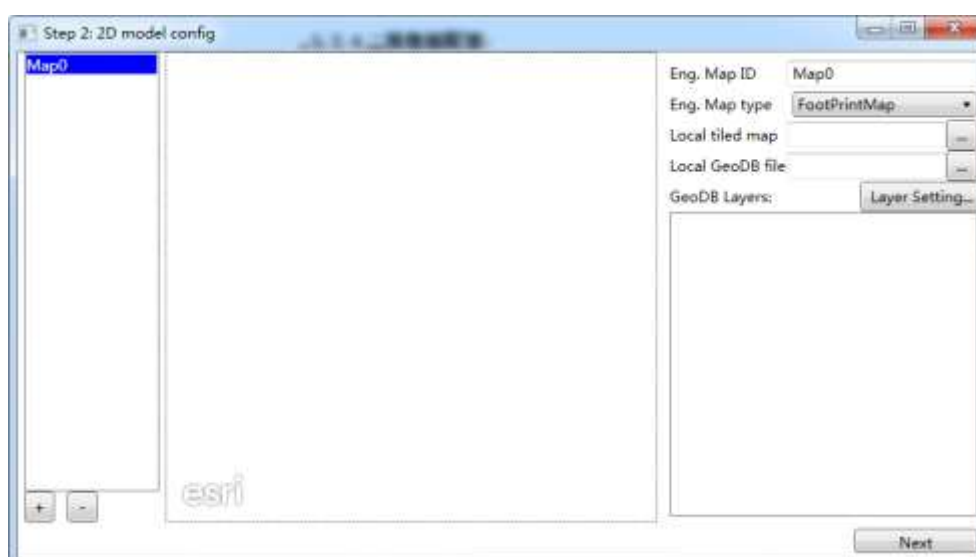 Step 2: 2D model config
Map0
Eng. Map ID Map0
Eng. Map type FootPrintMap
Local tiled map ...
Local GeoDB file ...
GeoDB Layers: Layer Setting...
esri
+ -
Next